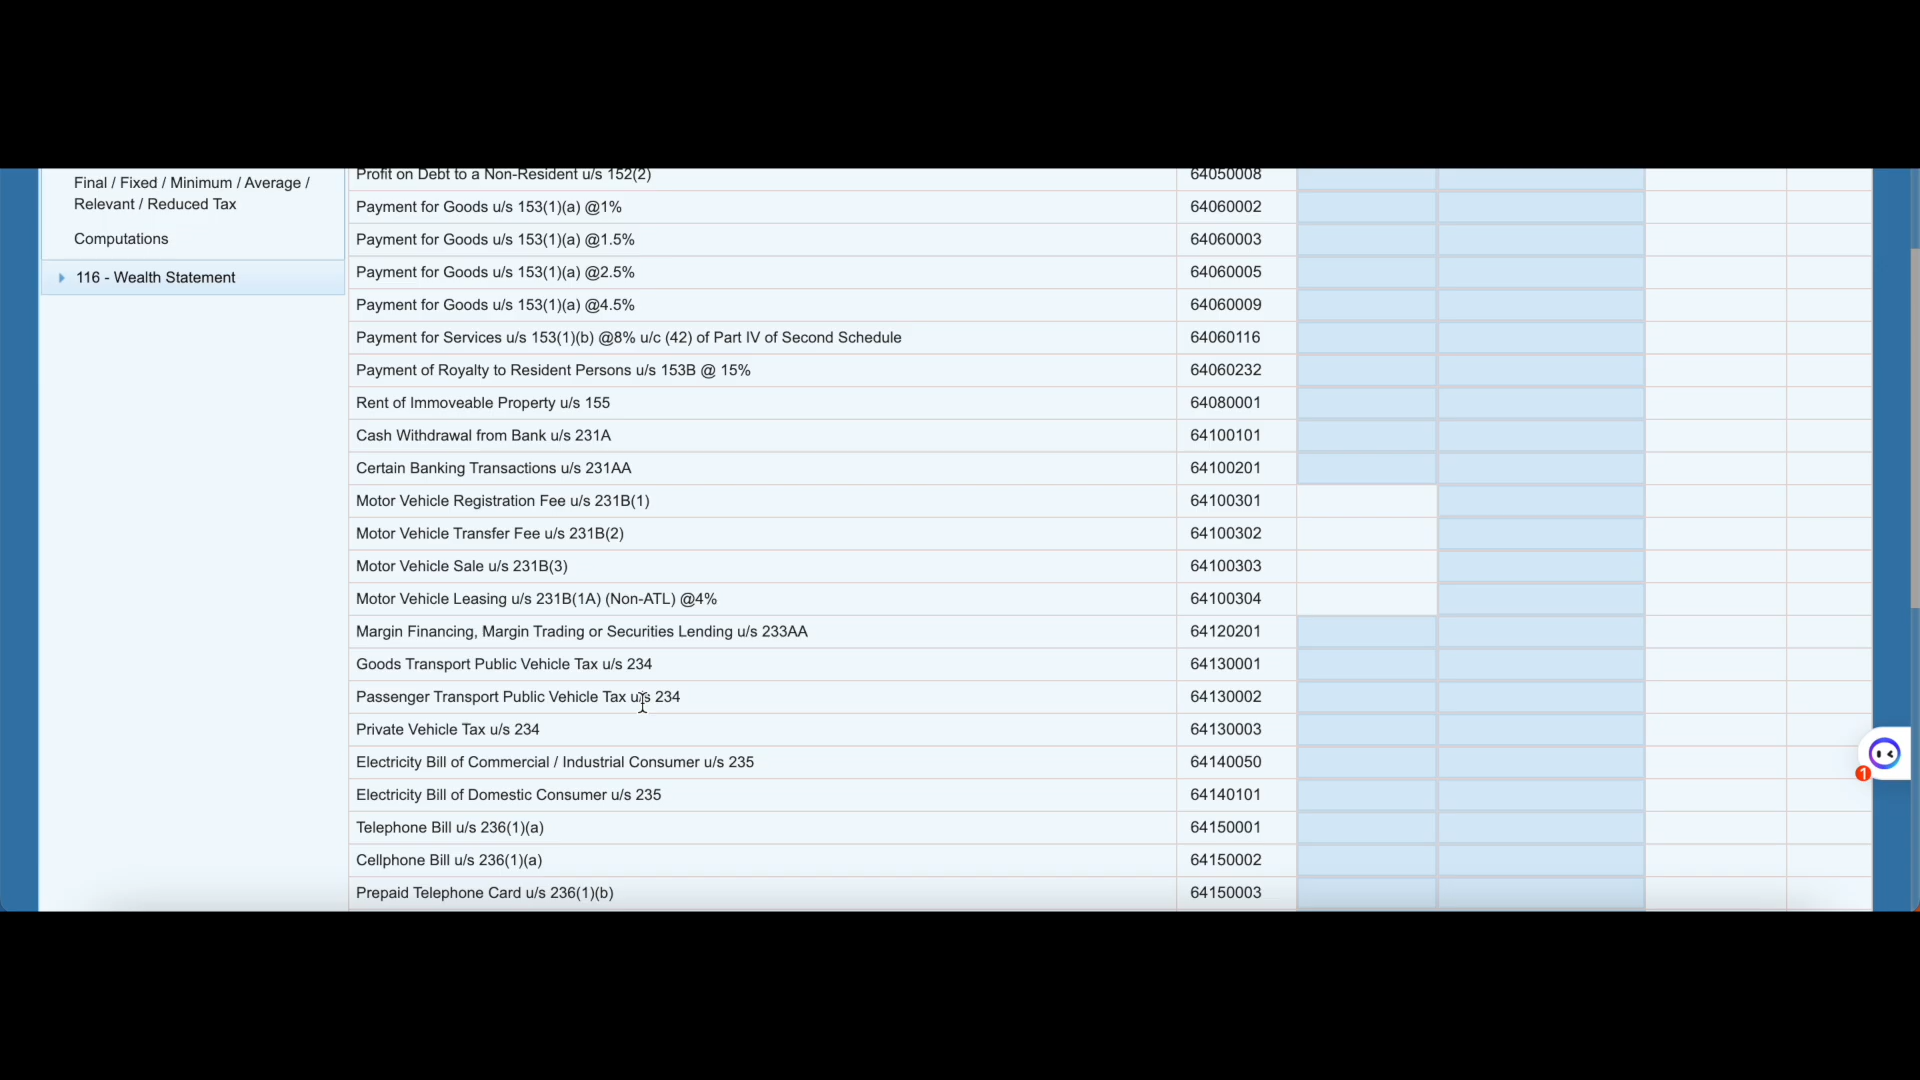 Final / Fixed / Minimum / Average /
Relevant / Reduced Tax
Computations
116 - Wealth Statement
Profit on Debt to a Non-Resident u/s 152(2) 64050008
Payment for Goods u/s 153(1)(a) @1% 64060002
Payment for Goods u/s 153(1)(a) @1.5% 64060003
Payment for Goods u/s 153(1)(a) @2.5% 64060005
Payment for Goods u/s 153(1)(a) @4.5% 64060009
Payment for Services u/s 153(1)(b) @8% u/c (42) of Part IV of Second Schedule 64060116
Payment of Royalty to Resident Persons u/s 153B @ 15% 64060232
Rent of Immoveable Property u/s 155 64080001
Cash Withdrawal from Bank u/s 231A 64100101
Certain Banking Transactions u/s 231AA 64100201
Motor Vehicle Registration Fee u/s 231B(1) 64100301
Motor Vehicle Transfer Fee u/s 231B(2) 64100302
Motor Vehicle Sale u/s 231B(3) 64100303
Motor Vehicle Leasing u/s 231B(1A) (Non-ATL) @4% 64100304
Margin Financing, Margin Trading or Securities Lending u/s 233AA 64120201
Goods Transport Public Vehicle Tax u/s 234 64130001
Passenger Transport Public Vehicle Tax u/s 234 64130002
Private Vehicle Tax u/s 234 64130003
Electricity Bill of Commercial / Industrial Consumer u/s 235 64140050
Electricity Bill of Domestic Consumer u/s 235 64140101
Telephone Bill u/s 236(1)(a) 64150001
Cellphone Bill u/s 236(1)(a) 64150002
Prepaid Telephone Card u/s 236(1)(b) 64150003
1